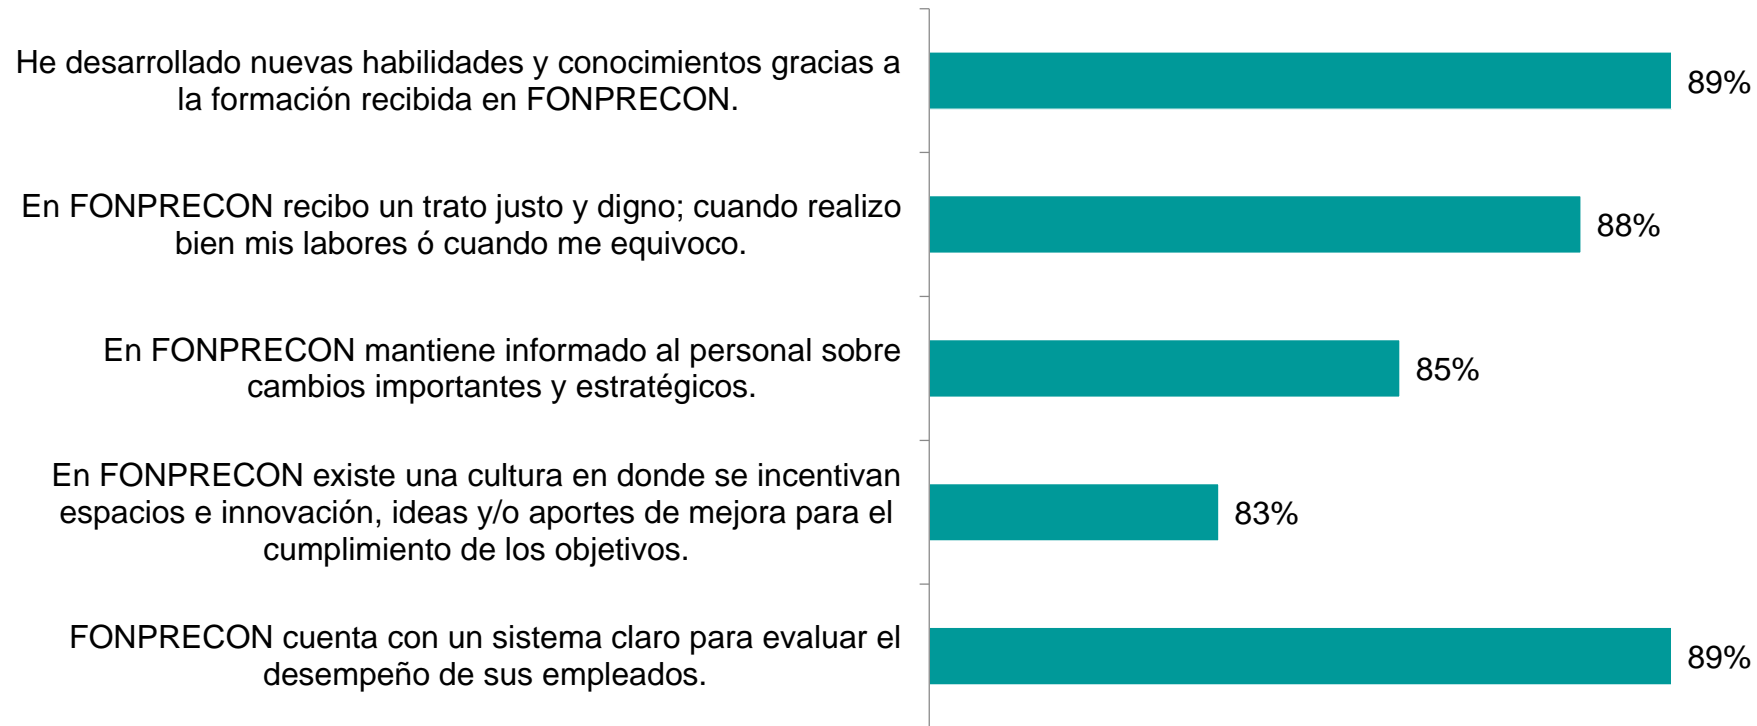 He desarrollado nuevas habilidades y conocimientos gracias a
la formación recibida en FONPRECON.
89%
En FONPRECON recibo un trato justo y digno; cuando realizo
bien mis labores ó cuando me equivoco.
88%
En FONPRECON mantiene informado al personal sobre
cambios importantes y estratégicos.
85%
En FONPRECON existe una cultura en donde se incentivan
espacios e innovación, ideas y/o aportes de mejora para el
cumplimiento de los objetivos.
83%
FONPRECON cuenta con un sistema claro para evaluar el
desempeño de sus empleados.
89%